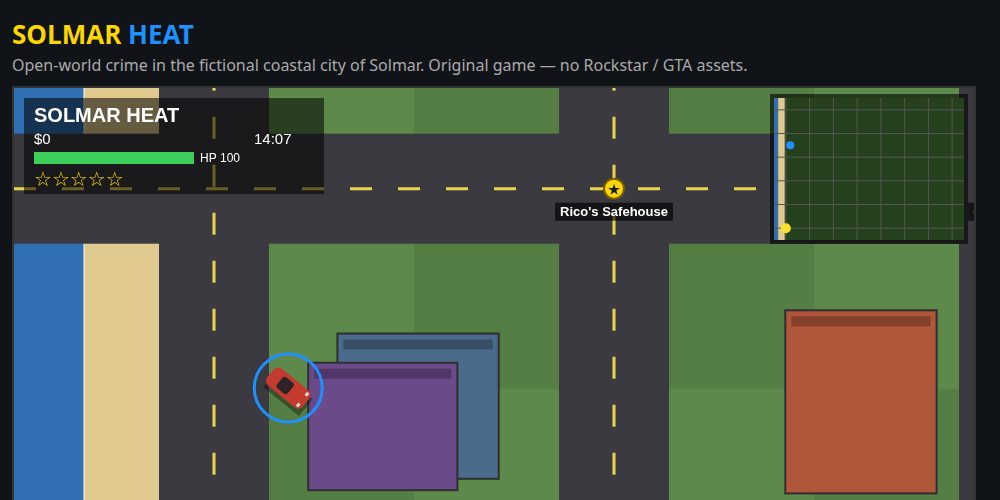 SOLMAR HEAT
Open-world crime in the fictional coastal city of Solmar. Original game — no Rockstar / GTA assets.
SOLMAR HEAT
$0 14:07
HP 100
☆☆☆☆☆
Rico's Safehouse